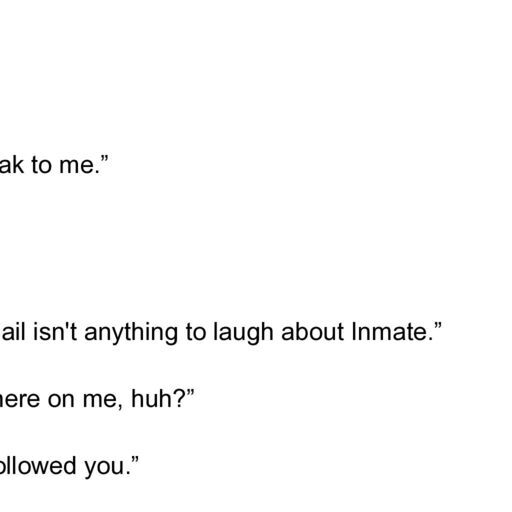 ak to me.”
ail isn't anything to laugh about Inmate.”
here on me, huh?”
ollowed you.”